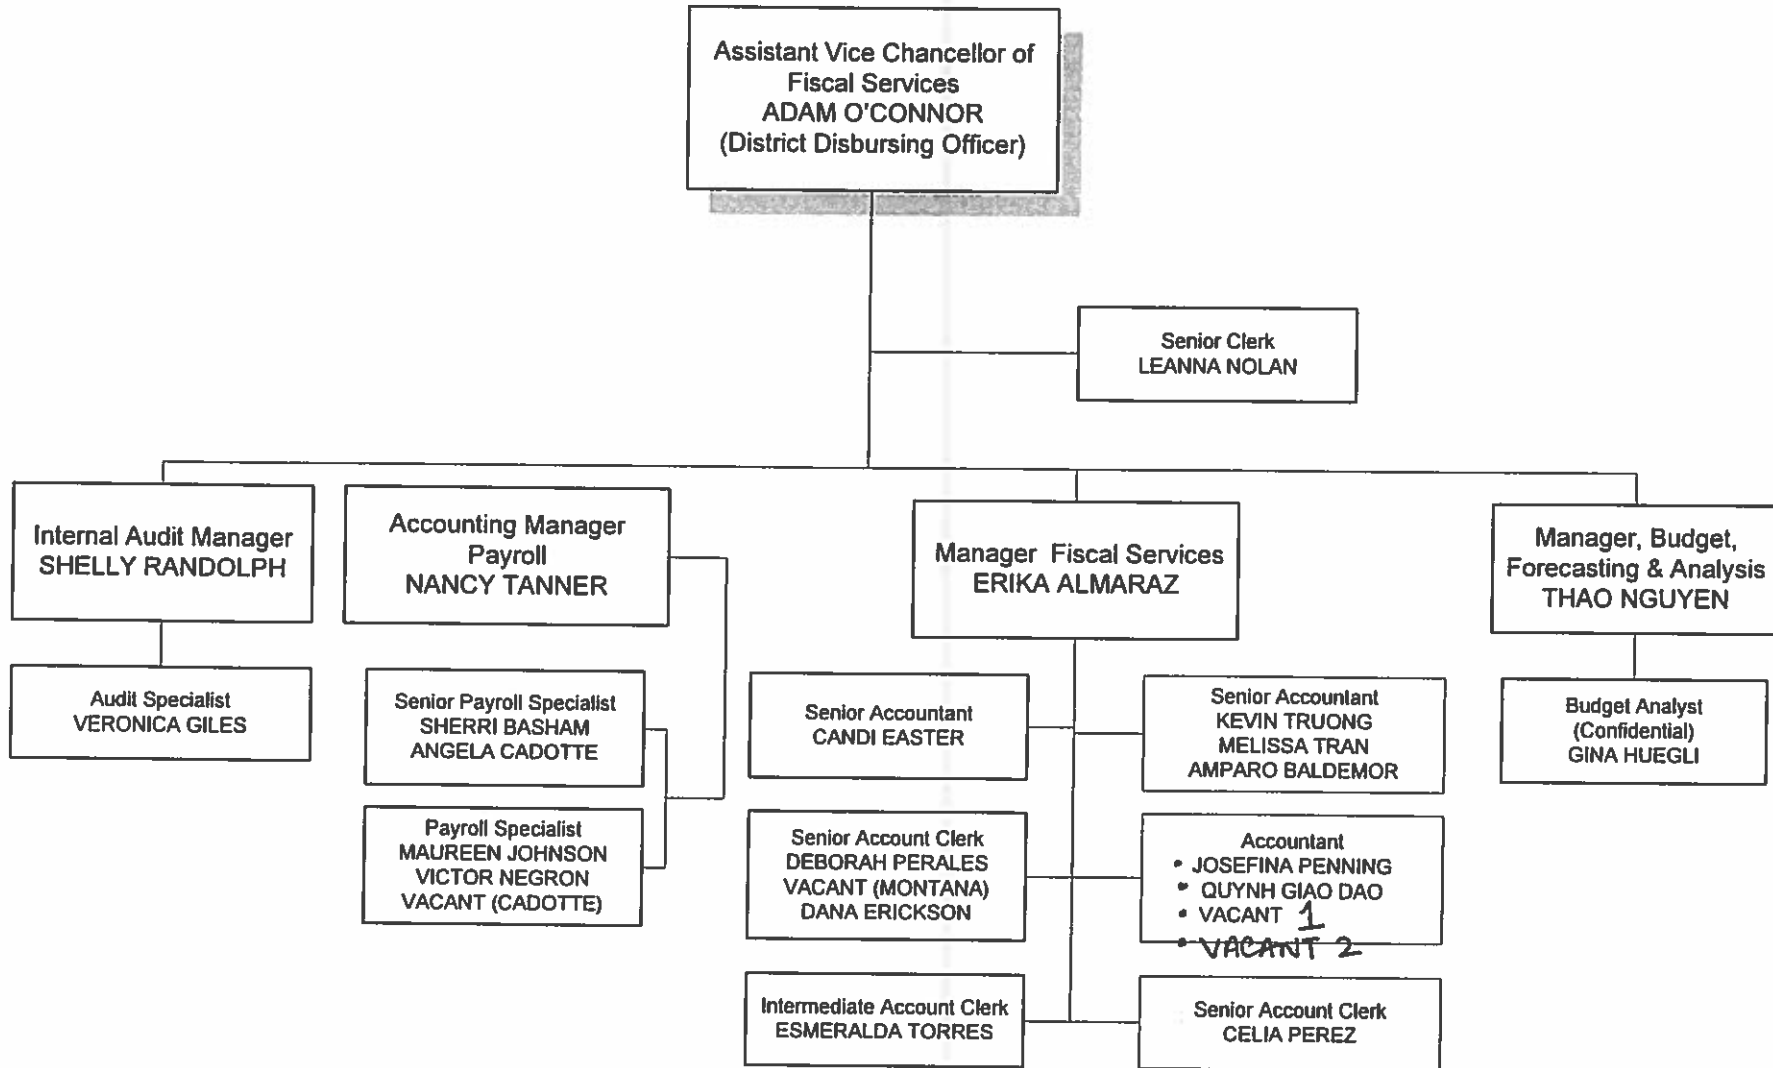 Assistant Vice Chancellor of
Fiscal Services
ADAM O'CONNOR
(District Disbursing Officer)
Senior Clerk
LEANNA NOLAN
Internal Audit Manager
SHELLY RANDOLPH
Accounting Manager
Payroll
NANCY TANNER
Manager Fiscal Services
ERIKA ALMARAZ
Manager, Budget,
Forecasting & Analysis
THAO NGUYEN
Audit Specialist
VERONICA GILES
Senior Payroll Specialist
SHERRI BASHAM
ANGELA CADOTTE
Senior Accountant
CANDI EASTER
Senior Accountant
KEVIN TRUONG
MELISSA TRAN
AMPARO BALDEMOR
Budget Analyst
(Confidential)
GINA HUEGLI
Payroll Specialist
MAUREEN JOHNSON
VICTOR NEGRON
VACANT (CADOTTE)
Senior Account Clerk
DEBORAH PERALES
VACANT (MONTANA)
DANA ERICKSON
Accountant
• JOSEFINA PENNING
• QUYNH GIAO DAO
• VACANT 1
• VACANT 2
Intermediate Account Clerk
ESMERALDA TORRES
Senior Account Clerk
CELIA PEREZ